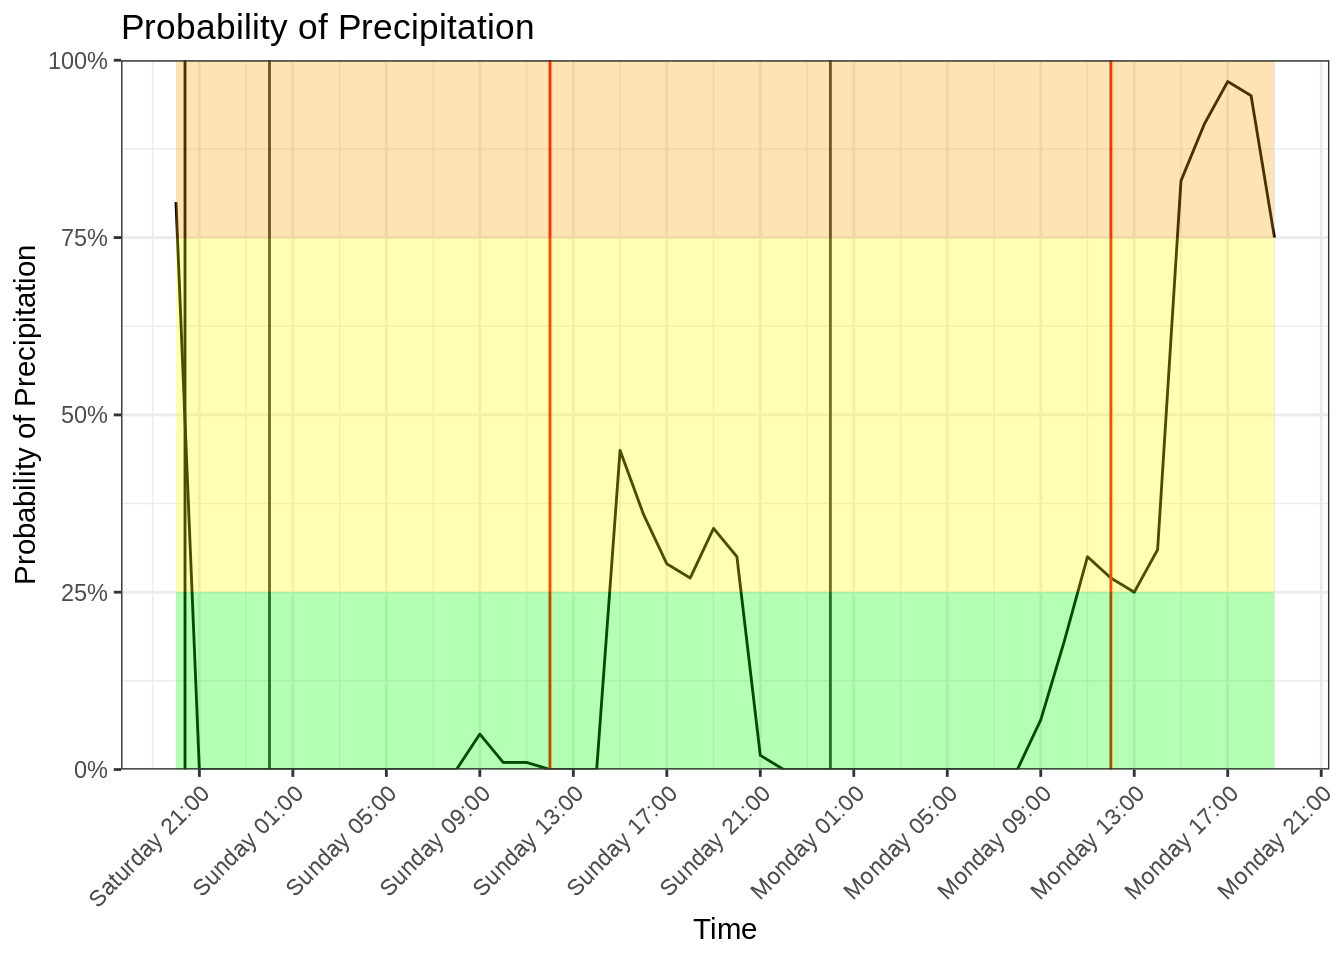 Probability of Precipitation
100%
75%
50%
25%
0%
Probability of Precipitation
Saturday 21:00
Sunday 01:00
Sunday 05:00
Sunday 09:00
Sunday 13:00
Sunday 17:00
Sunday 21:00
Monday 01:00
Monday 05:00
Monday 09:00
Monday 13:00
Monday 17:00
Monday 21:00
Time